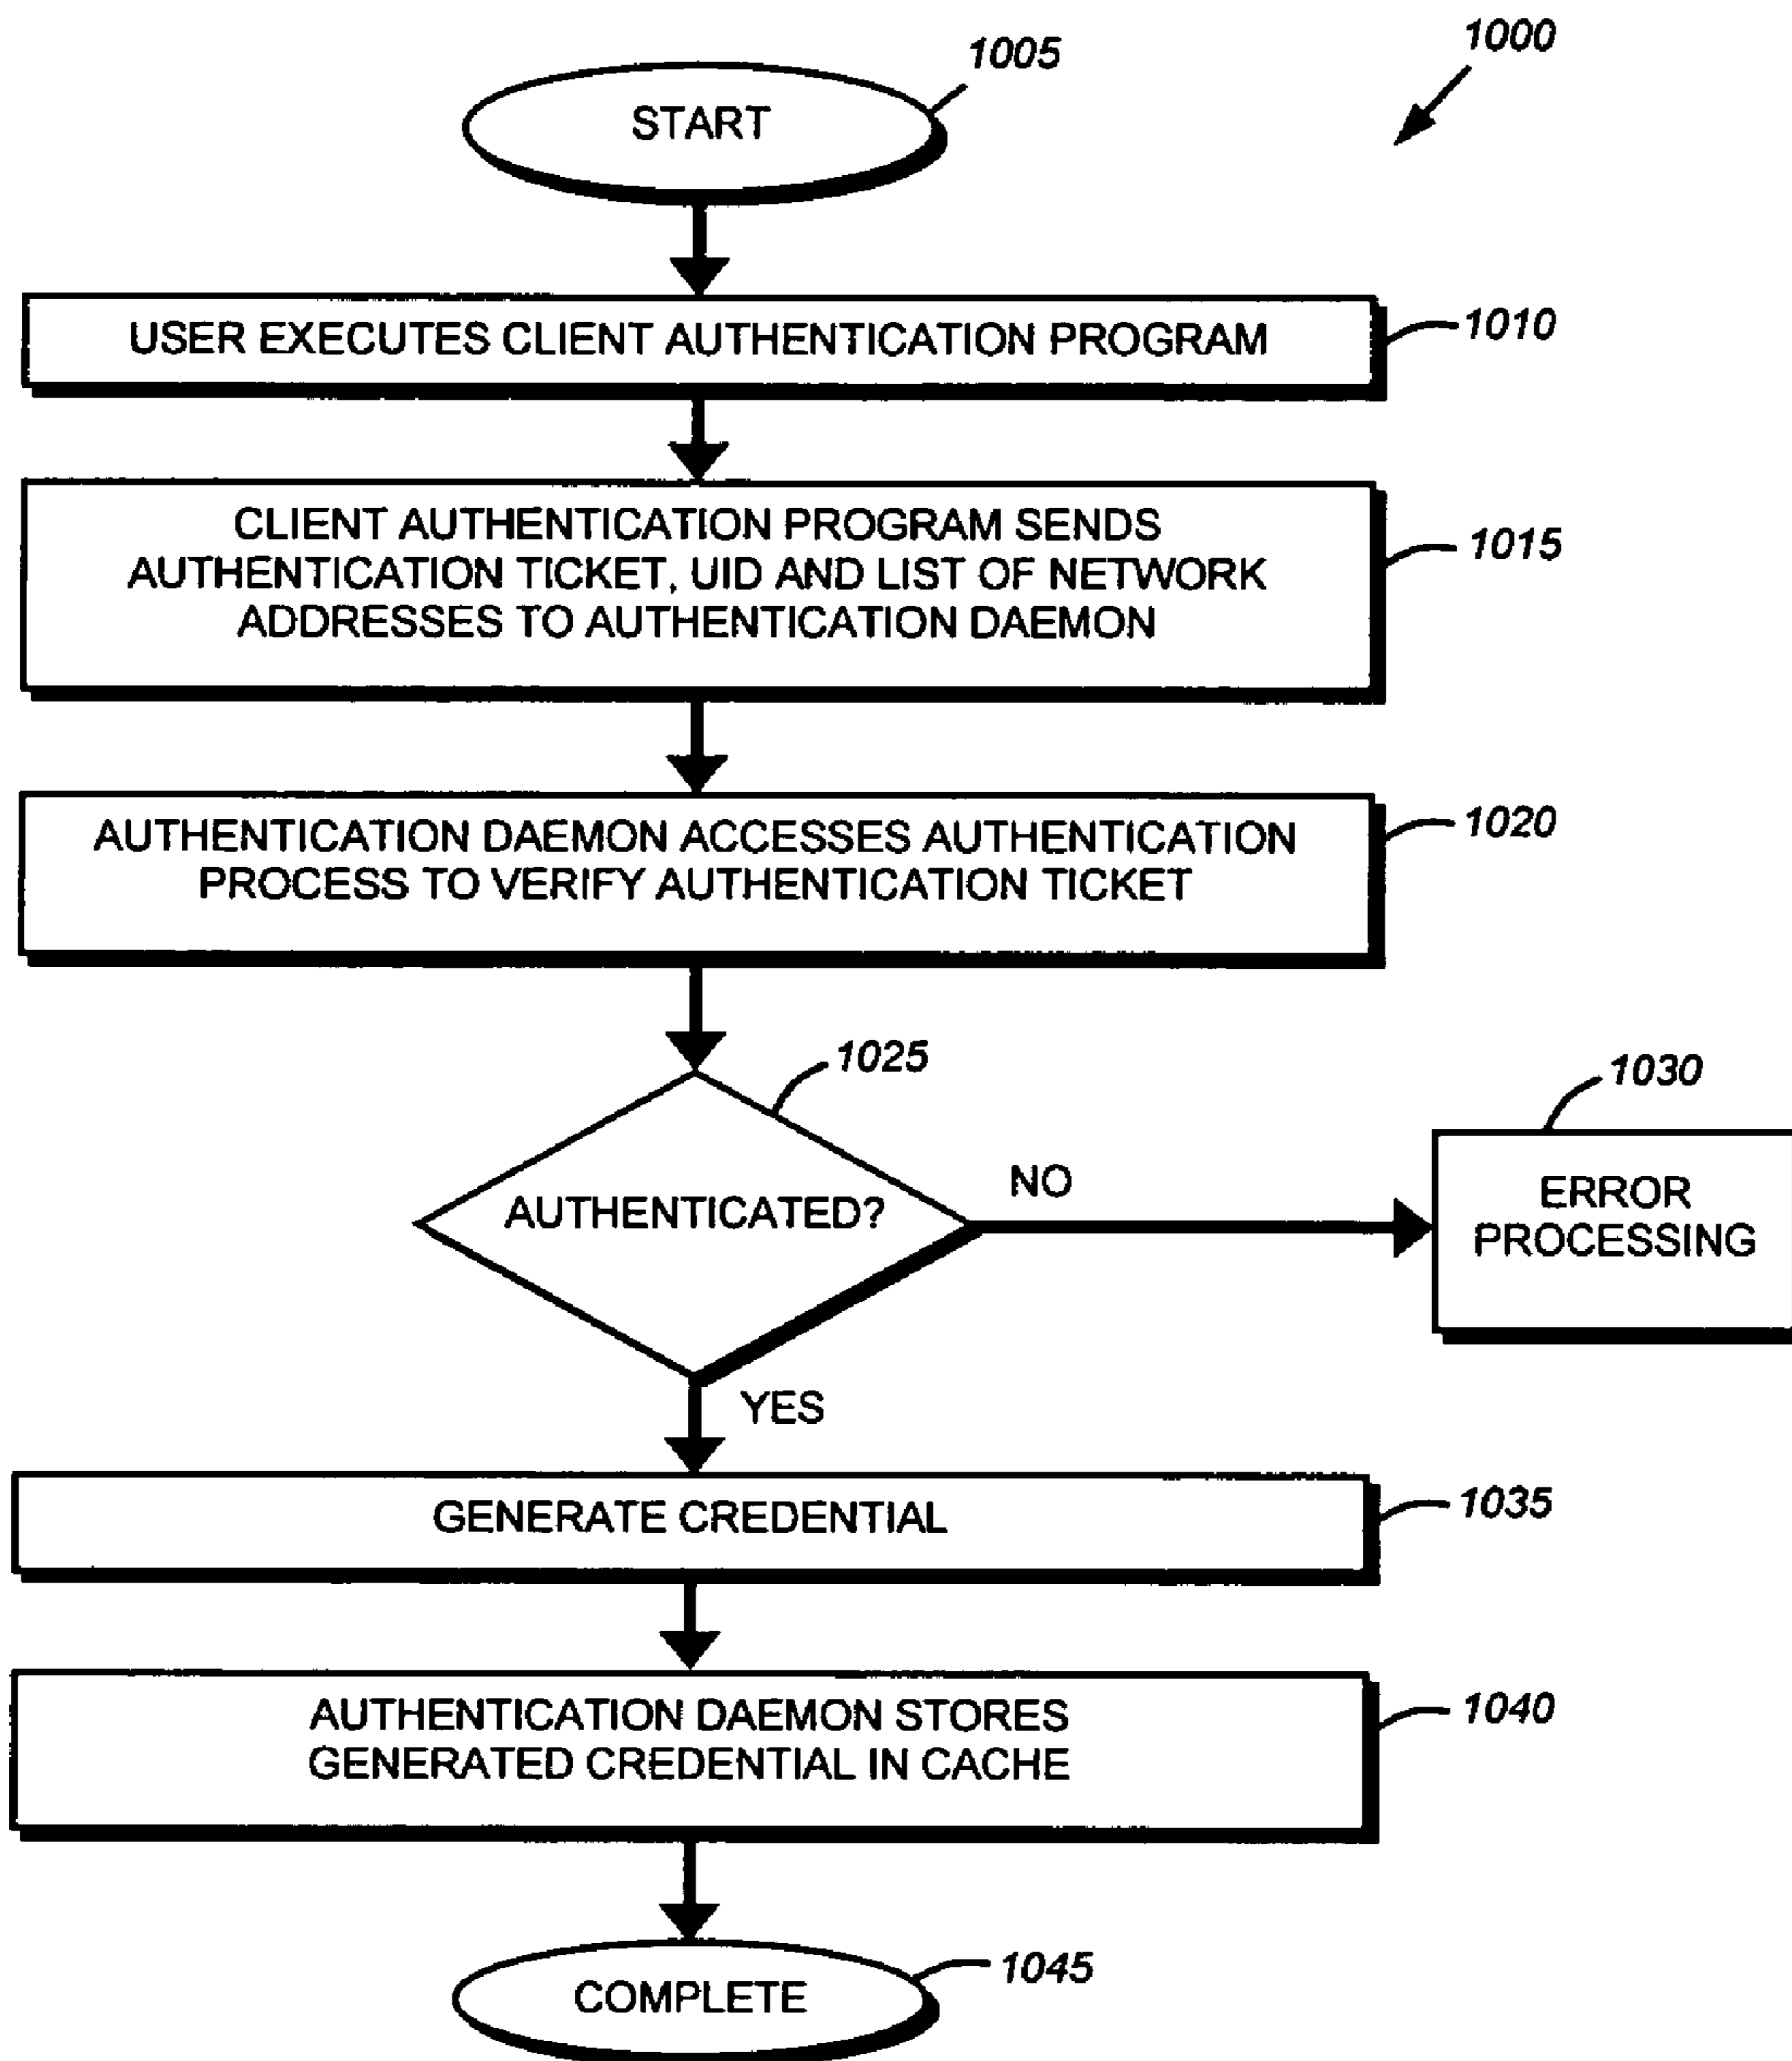 1005
1000
START
USER EXECUTES CLIENT AUTHENTICATION PROGRAM
1010
CLIENT AUTHENTICATION PROGRAM SENDS
AUTHENTICATION TICKET, UID AND LIST OF NETWORK
ADDRESSES TO AUTHENTICATION DAEMON
1015
AUTHENTICATION DAEMON ACCESSES AUTHENTICATION
PROCESS TO VERIFY AUTHENTICATION TICKET
1020
1025
AUTHENTICATED?
NO
1030
ERROR
PROCESSING
YES
GENERATE CREDENTIAL
1035
AUTHENTICATION DAEMON STORES
GENERATED CREDENTIAL IN CACHE
1040
COMPLETE
1045